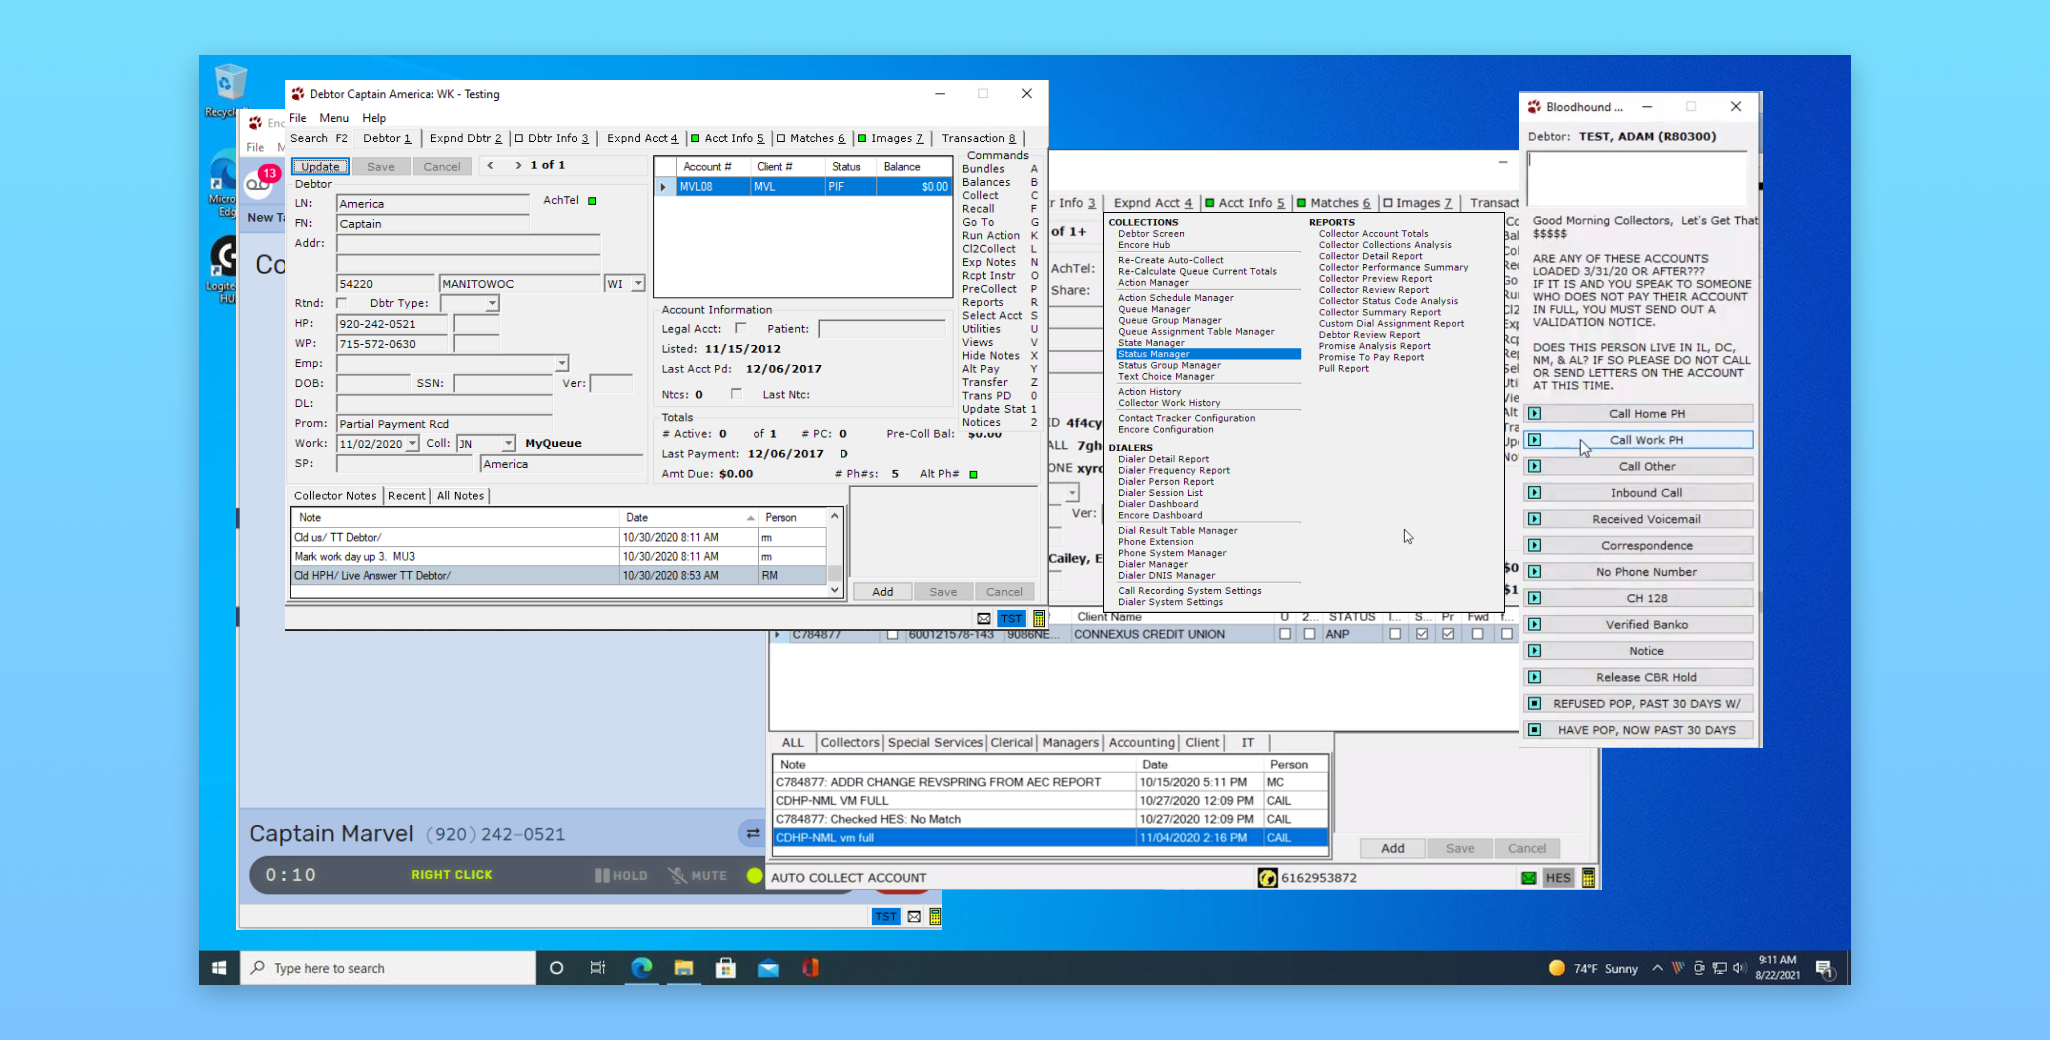 Debtor Captain America: WK - Testing
File Menu Help
Search F2 Debtor 1 Expnd Dbtr 2 Dbtr Info 3 Expnd Acct 4 Acct Info 5 Matches 6 Images 7 Transaction 8
Update Save Cancel < > 1 of 1
Debtor
LN: America AchTel
FN: Captain
Addr:
54220 MANITOWOC WI
Rtnd: Dbtr Type:
HP: 920-242-0521
WP: 715-572-0630
Emp:
DOB: SSN: Ver:
DL:
Prom: Partial Payment Rcd
Work: 11/02/2020 Coll: JN MyQueue
SP: America
Account # Client # Status Balance
MVL08 MVL PIF $0.00
Account Information
Legal Acct: Patient:
Listed: 11/15/2012
Last Acct Pd: 12/06/2017
Ntcs: 0 Last Ntc:
Totals
# Active: 0 of 1 # PC: 0 Pre-Coll Bal: $0.00
Last Payment: 12/06/2017 D
Amt Due: $0.00 # Ph#s: 5 Alt Ph#
Commands
Bundles A
Balances B
Collect C
Recall F
Go To G
Run Action K
Cl2Collect L
Exp Notes N
Rcpt Instr O
PreCollect P
Reports R
Select Acct S
Utilities U
Views V
Hide Notes X
Alt Pay Y
Transfer Z
Trans PD 0
Update Stat 1
Notices 2
Collector Notes Recent All Notes
Note Date Person
Cld us/ TT Debtor/ 10/30/2020 8:11 AM rm
Mark work day up 3. MU3 10/30/2020 8:11 AM rm
Cld HPH/ Live Answer TT Debtor/ 10/30/2020 8:53 AM RM
Add Save Cancel
TST
Recycl
Micro
Edg
Logite
HU
Enc
File M
13
New Ta
Co
Captain Marvel (920) 242-0521
0:10 RIGHT CLICK HOLD MUTE
TST
r Info 3 Expnd Acct 4 Acct Info 5 Matches 6 Images 7 Transact
of 1+
AchTel:
Share:
ID 4f4cy
ALL 7gh
ONE xyro
Ver:
Cailey, E
COLLECTIONS
Debtor Screen
Encore Hub
Re-Create Auto-Collect
Re-Calculate Queue Current Totals
Action Manager
Action Schedule Manager
Queue Manager
Queue Group Manager
Queue Assignment Table Manager
State Manager
Status Manager
Status Group Manager
Text Choice Manager
Action History
Collector Work History
Contact Tracker Configuration
Encore Configuration
DIALERS
Dialer Detail Report
Dialer Frequency Report
Dialer Person Report
Dialer Session List
Dialer Dashboard
Encore Dashboard
Dial Result Table Manager
Phone Extension
Phone System Manager
Dialer Manager
Dialer DNIS Manager
Call Recording System Settings
Dialer System Settings
REPORTS
Collector Account Totals
Collector Collections Analysis
Collector Detail Report
Collector Performance Summary
Collector Preview Report
Collector Review Report
Collector Status Code Analysis
Collector Summary Report
Custom Dial Assignment Report
Debtor Review Report
Promise Analysis Report
Promise To Pay Report
Pull Report
Co
Bal
Col
Rec
Go
Run
Cl2
Exp
Rcp
Rep
Sel
Uti
Vie
Alt
Tra
Up
No
$0
$1
Client Name U 2... STATUS I... S... Pr Fwd f...
C784877 600121578-143 9086NE... CONNEXUS CREDIT UNION ANP
ALL Collectors Special Services Clerical Managers Accounting Client IT
Note Date Person
C784877: ADDR CHANGE REVSPRING FROM AEC REPORT 10/15/2020 5:11 PM MC
CDHP-NML VM FULL 10/27/2020 12:09 PM CAIL
C784877: Checked HES: No Match 10/27/2020 12:09 PM CAIL
CDHP-NML vm full 11/04/2020 2:16 PM CAIL
Add Save Cancel
AUTO COLLECT ACCOUNT 6162953872 HES
Bloodhound ...
Debtor: TEST, ADAM (R80300)
Good Morning Collectors, Let's Get That
$$$$$
ARE ANY OF THESE ACCOUNTS
LOADED 3/31/20 OR AFTER???
IF IT IS AND YOU SPEAK TO SOMEONE
WHO DOES NOT PAY THEIR ACCOUNT
IN FULL, YOU MUST SEND OUT A
VALIDATION NOTICE.
DOES THIS PERSON LIVE IN IL, DC,
NM, & AL? IF SO PLEASE DO NOT CALL
OR SEND LETTERS ON THE ACCOUNT
AT THIS TIME.
Call Home PH
Call Work PH
Call Other
Inbound Call
Received Voicemail
Correspondence
No Phone Number
CH 128
Verified Banko
Notice
Release CBR Hold
REFUSED POP, PAST 30 DAYS W/
HAVE POP, NOW PAST 30 DAYS
Type here to search
74°F Sunny
9:11 AM
8/22/2021
1